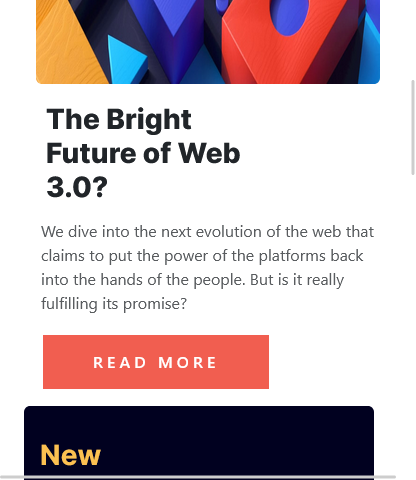 The Bright
Future of Web
3.0?
We dive into the next evolution of the web that
claims to put the power of the platforms back
into the hands of the people. But is it really
fulfilling its promise?
READ MORE
New